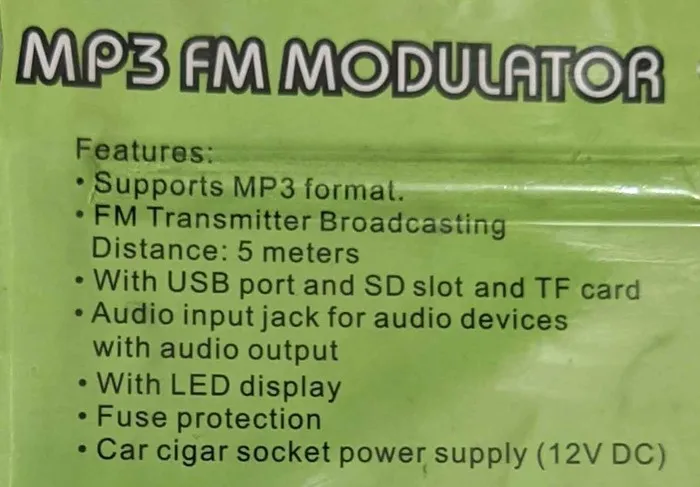 MP3 FM MODULATOR
Features:
• Supports MP3 format.
• FM Transmitter Broadcasting
Distance: 5 meters
• With USB port and SD slot and TF card
• Audio input jack for audio devices
with audio output
• With LED display
• Fuse protection
• Car cigar socket power supply (12V DC)